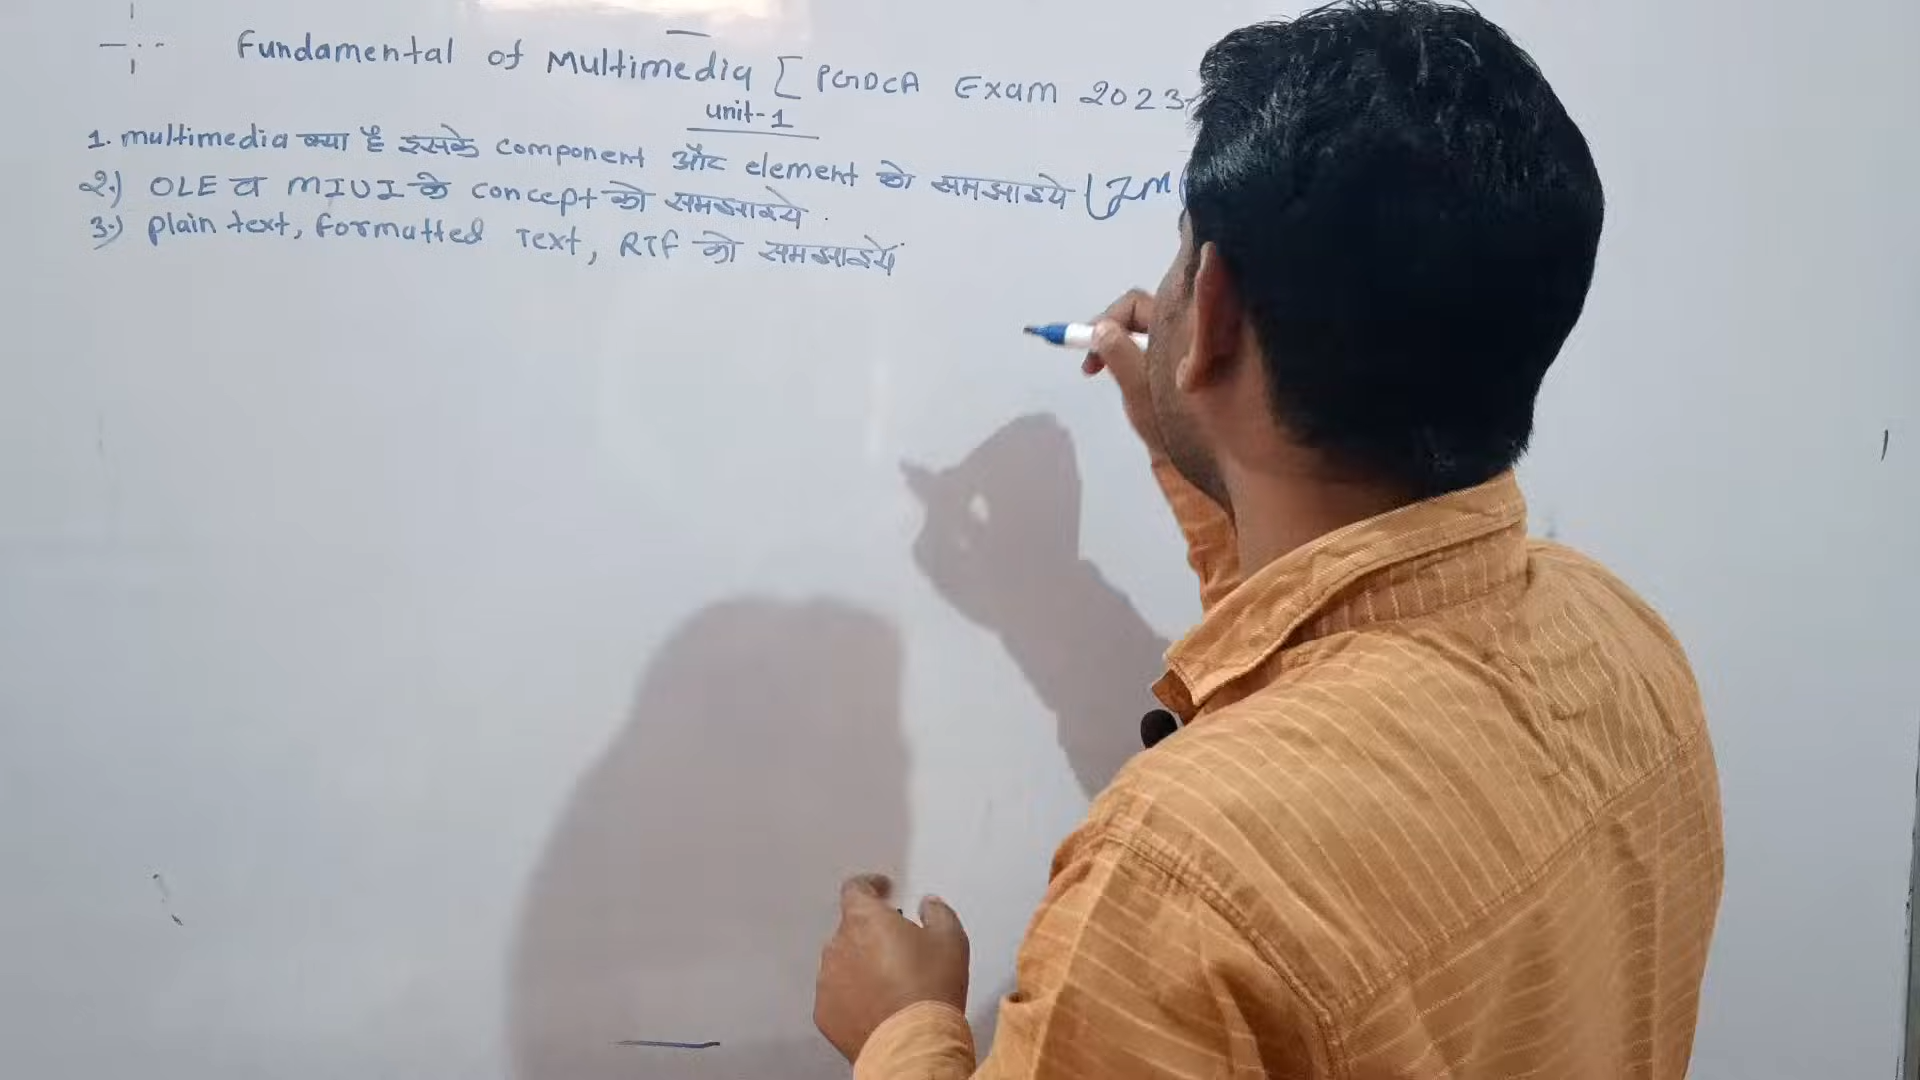 Fundamental of Multimedia [ PGDCA Exam 2023-
unit-1
1. multimedia क्या है इसके component और element को समझाइये
2.) OLE व MIUI के concept को समझाइये .
3.) plain text, Formatted Text, RTF को समझाइये